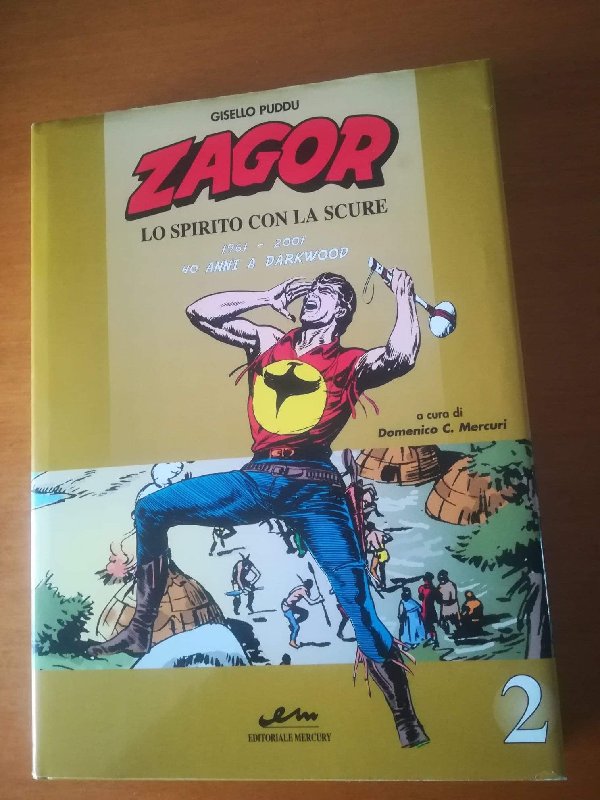 GISELLO PUDDU
ZAGOR
LO SPIRITO CON LA SCURE
1961 - 2001
40 ANNI A DARKWOOD
a cura di
Domenico C. Mercuri
em
EDITORIALE MERCURY
2